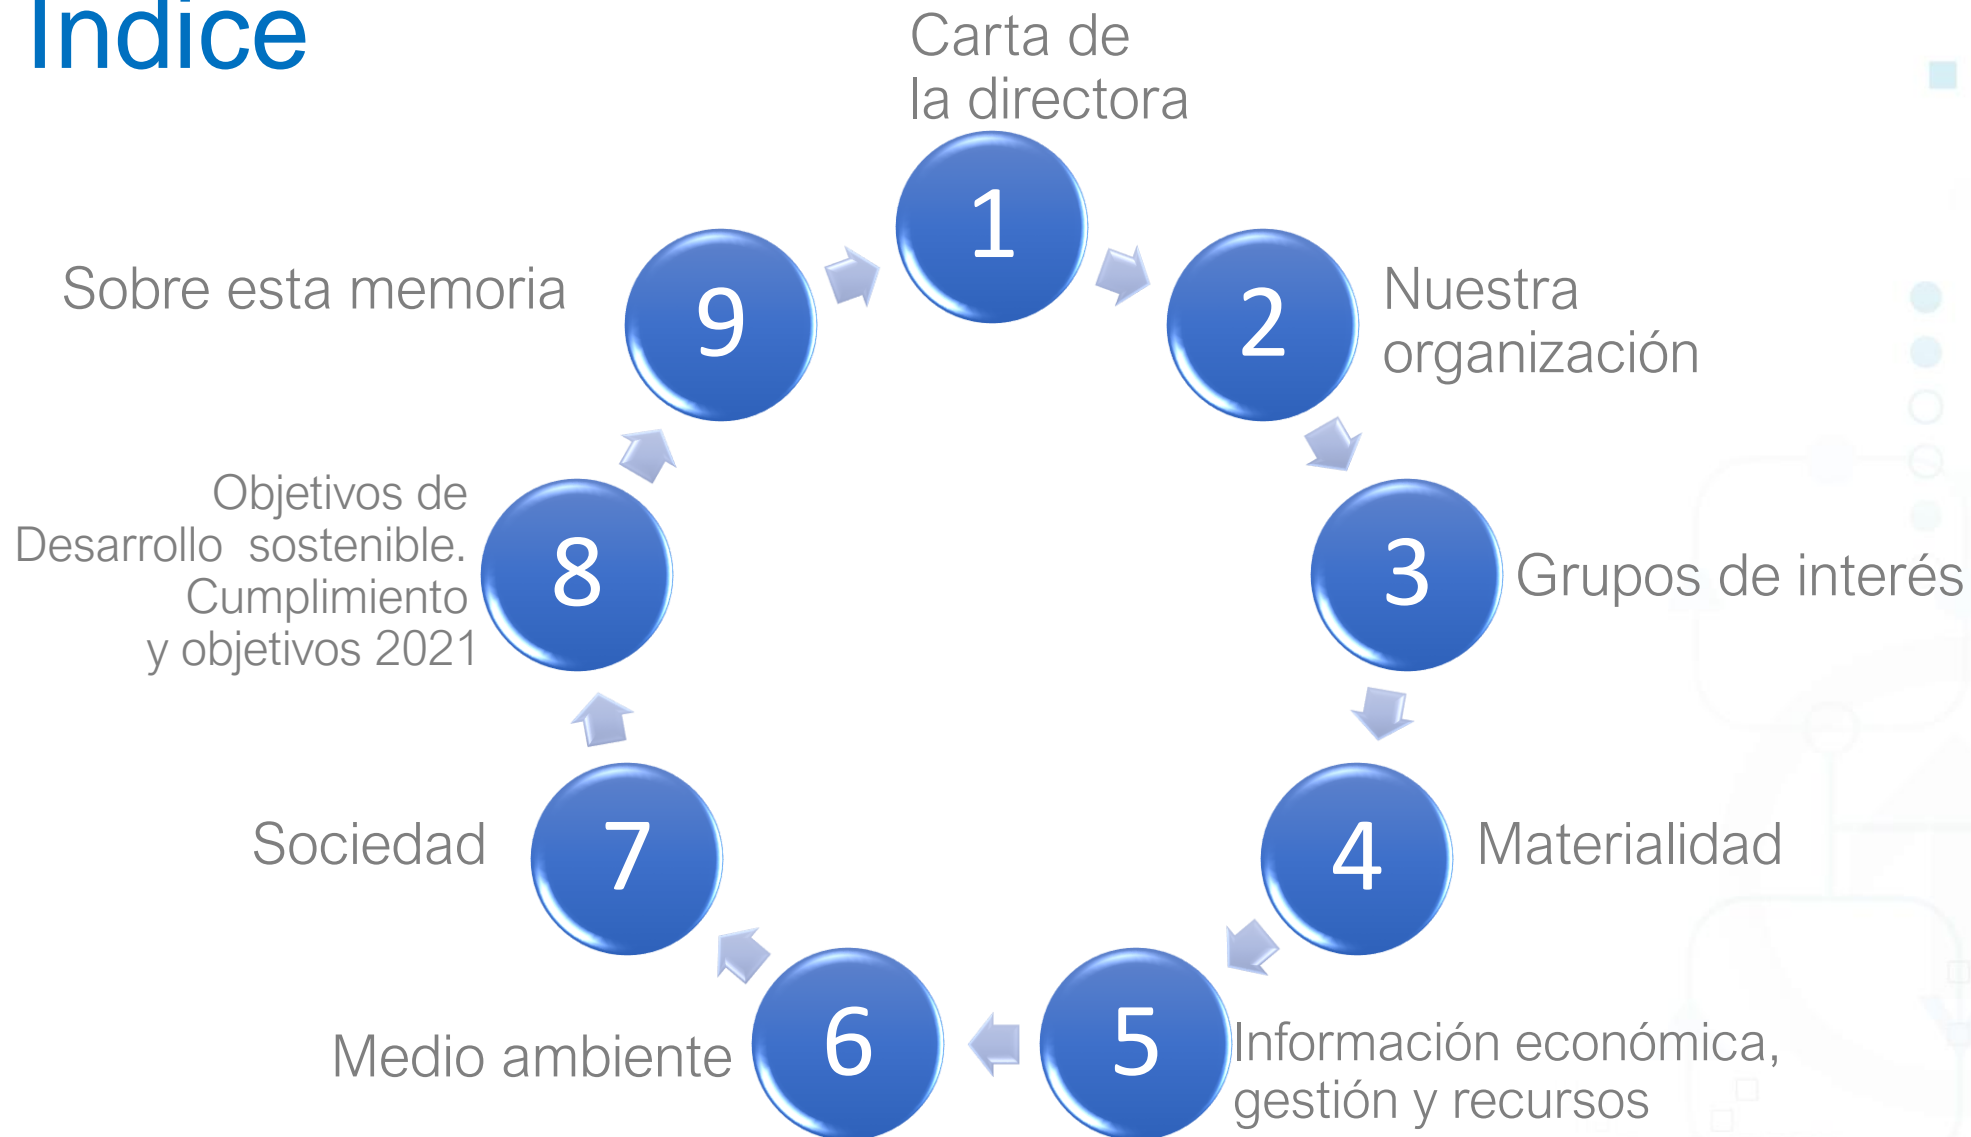 Índice
1
Carta de
la directora
2
Nuestra
organización
3
Grupos de interés
4
Materialidad
5
Información económica,
gestión y recursos
6
Medio ambiente
7
Sociedad
8
Objetivos de
Desarrollo sostenible.
Cumplimiento
y objetivos 2021
9
Sobre esta memoria